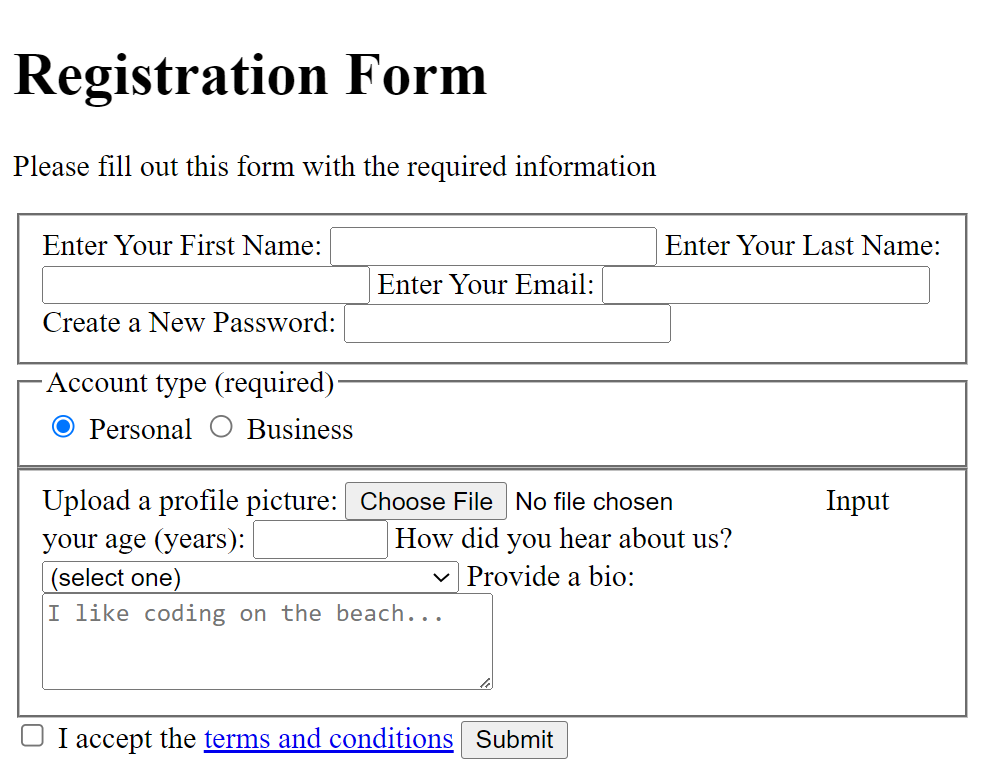 Registration Form
Please fill out this form with the required information
Enter Your First Name: Enter Your Last Name:
Enter Your Email:
Create a New Password:
Account type (required)
Personal Business
Upload a profile picture: Choose File No file chosen Input
your age (years): How did you hear about us?
(select one) Provide a bio:
I like coding on the beach...
I accept the terms and conditions Submit